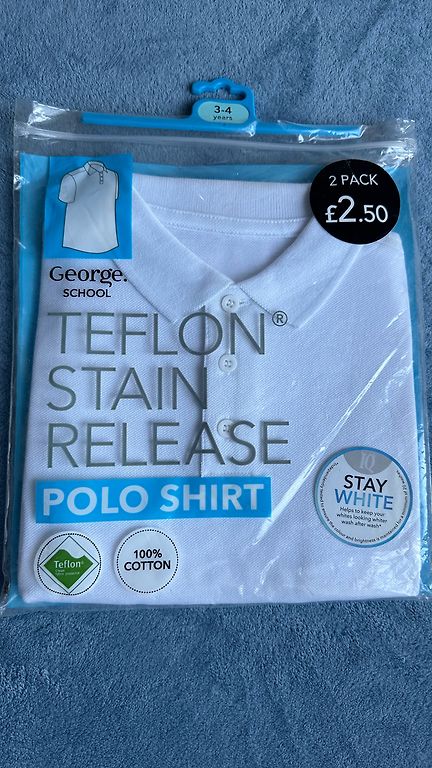 3-4
years
2 PACK
£2.50
George.
SCHOOL
TEFLON®
STAIN
RELEASE
POLO SHIRT
IQ
STAY
WHITE
Helps to keep your
whites looking whiter
wash after wash*
Teflon®
100%
COTTON